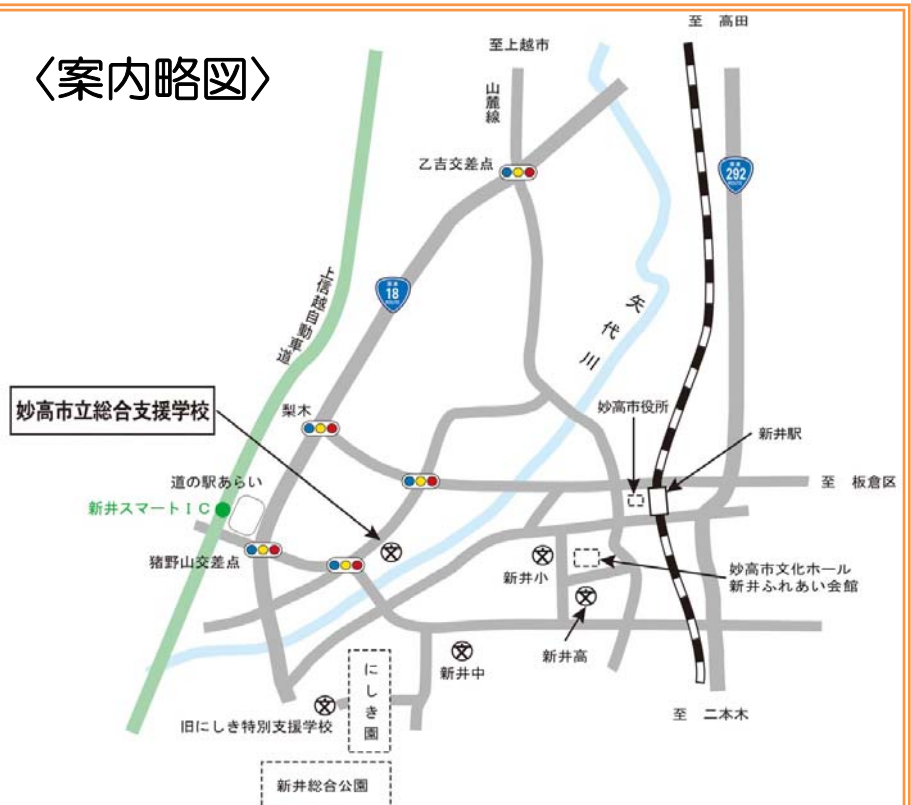 〈案内略図〉
至 高田
至上越市
山麓線
乙吉交差点
国道
292
ROUTE
上信越自動車道
国道
18
ROUTE
矢代川
妙高市立総合支援学校
梨木
妙高市役所
新井駅
道の駅あらい
新井スマートIC
至 板倉区
猪野山交差点
新井小
妙高市文化ホール
新井ふれあい会館
新井高
新井中
にしき園
旧にしき特別支援学校
至 二本木
新井総合公園